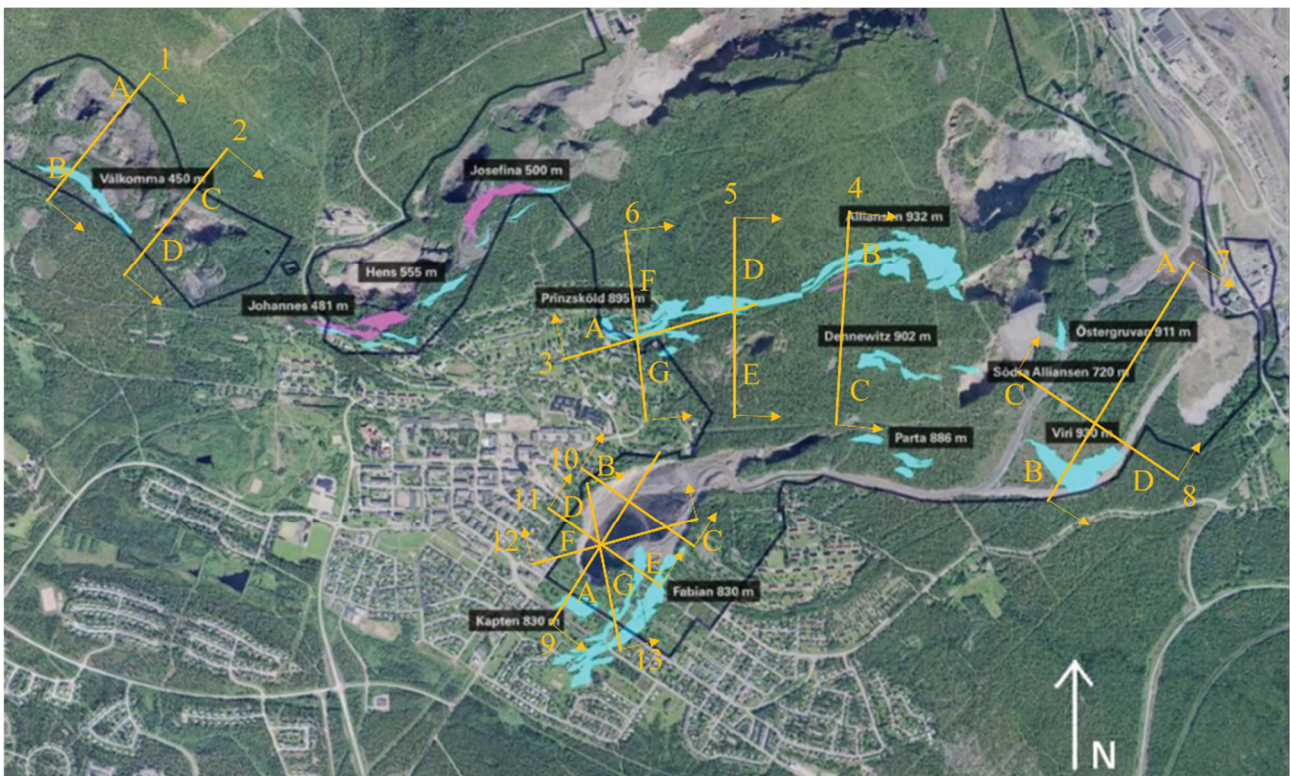 1
A
2
B
Välkomma 450 m
C
D
Josefina 500 m
Hens 555 m
Johannes 481 m
6
5
4
Alliansen 932 m
B
F
D
Prinzsköld 895 m
A
3
G
E
Dennewitz 902 m
C
A
7
Östergruvan 911 m
Södra Alliansen 720 m
C
Parta 886 m
Viri 930 m
B
D
8
10
B
11
D
12
F
C
E
G
A
Fabian 830 m
Kapten 830 m
9
13
N